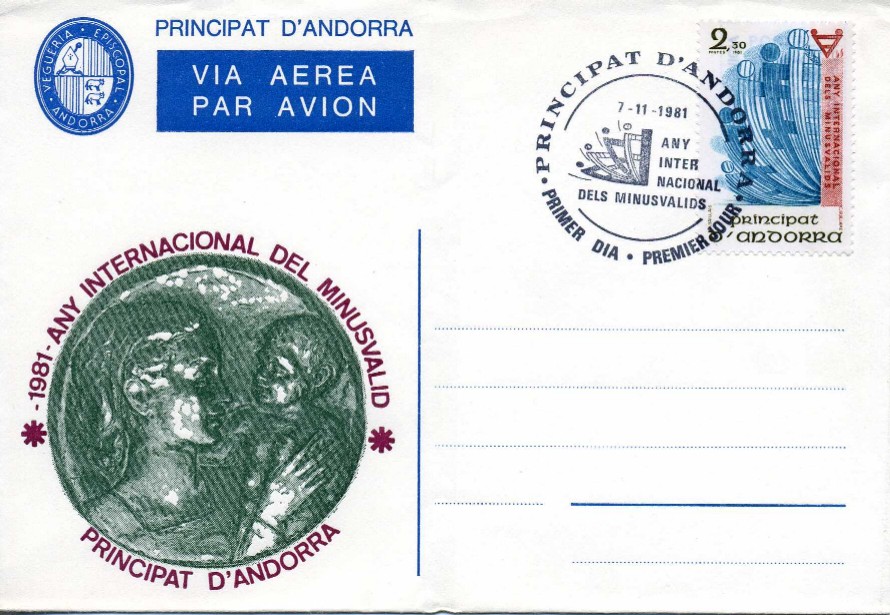 VEGUERIA · EPISCOPAL
· ANDORRA ·
PRINCIPAT D'ANDORRA
VIA AEREA
PAR AVION
PRINCIPAT D'ANDORRA
7-11-1981
ANY
INTER
NACIONAL
DELS MINUSVALIDS
· PRIMER DIA · PREMIER JOUR ·
2,30
POSTES 1981
ANY INTERNACIONAL
DELS MINUSVALIDS
principat
d'andorra
- 1981 - ANY INTERNACIONAL DEL MINUSVALID
PRINCIPAT D'ANDORRA